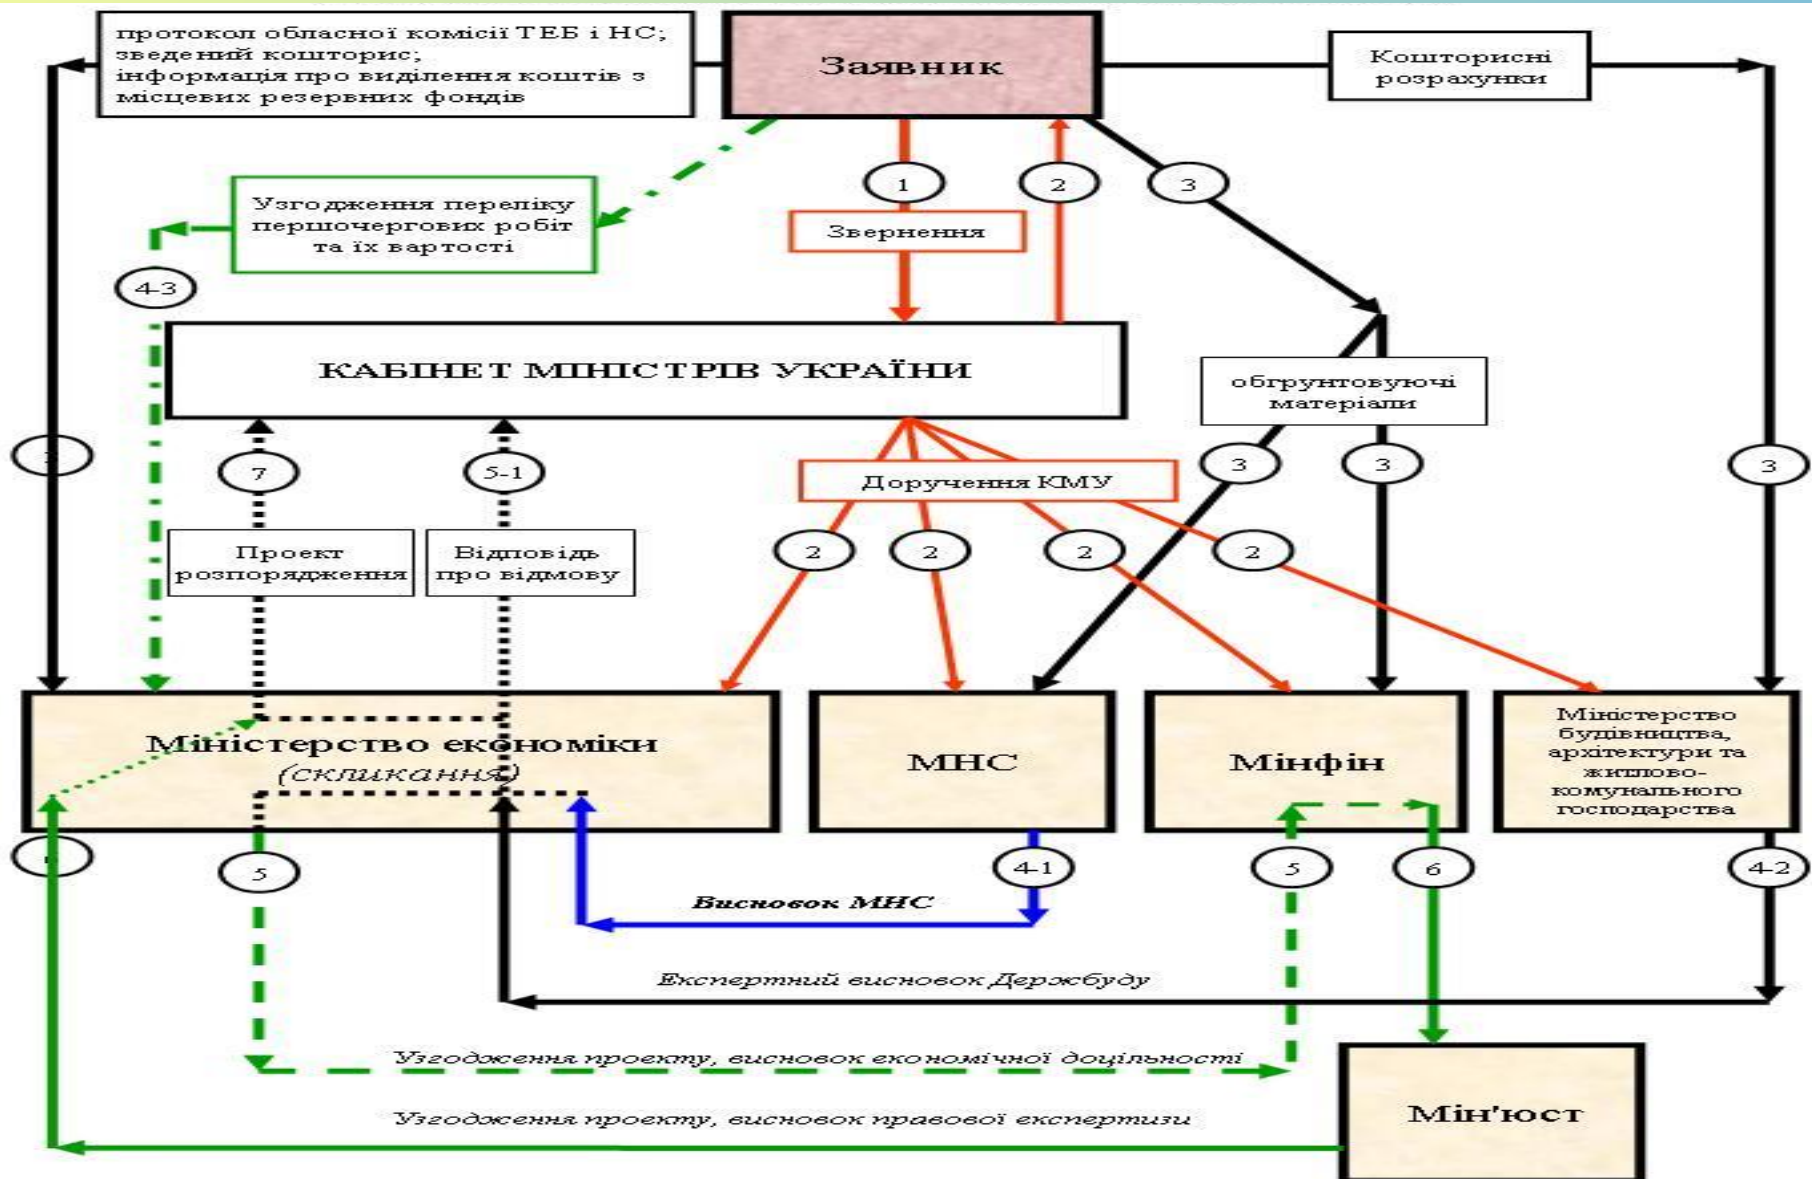 протокол обласної комісії ТЕБ і НС;
зведений кошторис;
інформація про виділення коштів з
місцевих резервних фондів
Заявник
Кошторисні
розрахунки
1
2
3
Узгодження переліку
першочергових робіт
та їх вартості
Звернення
4-3
КАБІНЕТ МІНІСТРІВ УКРАЇНИ
обгрунтовуючі
матеріали
7
5-1
Доручення КМУ
3
3
3
Проект
розпорядження
Відповідь
про відмову
2
2
2
2
Міністерство економіки
(скликання)
МНС
Мінфін
Міністерство
будівництва,
архітектури та
житлово-
комунального
господарства
5
4-1
5
6
4-2
Висновок МНС
Експертний висновок Держбуду
Узгодження проекту, висновок економічної доцільності
Узгодження проекту, висновок правової експертизи
Мін'юст